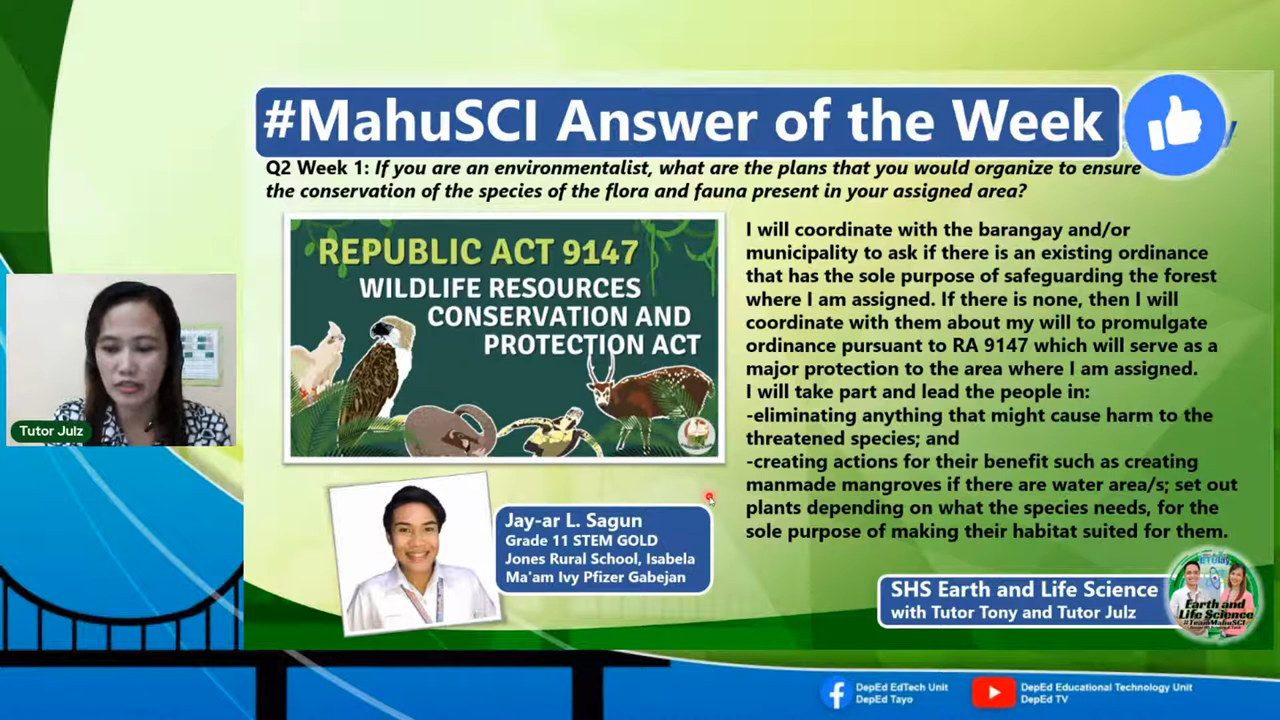 #MahuSCI Answer of the Week
Q2 Week 1: If you are an environmentalist, what are the plans that you would organize to ensure
the conservation of the species of the flora and fauna present in your assigned area?
REPUBLIC ACT 9147
WILDLIFE RESOURCES
CONSERVATION AND
PROTECTION ACT
I will coordinate with the barangay and/or
municipality to ask if there is an existing ordinance
that has the sole purpose of safeguarding the forest
where I am assigned. If there is none, then I will
coordinate with them about my will to promulgate
ordinance pursuant to RA 9147 which will serve as a
major protection to the area where I am assigned.
I will take part and lead the people in:
-eliminating anything that might cause harm to the
threatened species; and
-creating actions for their benefit such as creating
manmade mangroves if there are water area/s; set out
plants depending on what the species needs, for the
sole purpose of making their habitat suited for them.
Tutor Julz
Jay-ar L. Sagun
Grade 11 STEM GOLD
Jones Rural School, Isabela
Ma'am Ivy Pfizer Gabejan
SHS Earth and Life Science
with Tutor Tony and Tutor Julz
ETUlay
Earth and
Life Science
#TeamMahuSCI
DepEd EdTech Unit
DepEd Tayo
DepEd Educational Technology Unit
DepEd TV